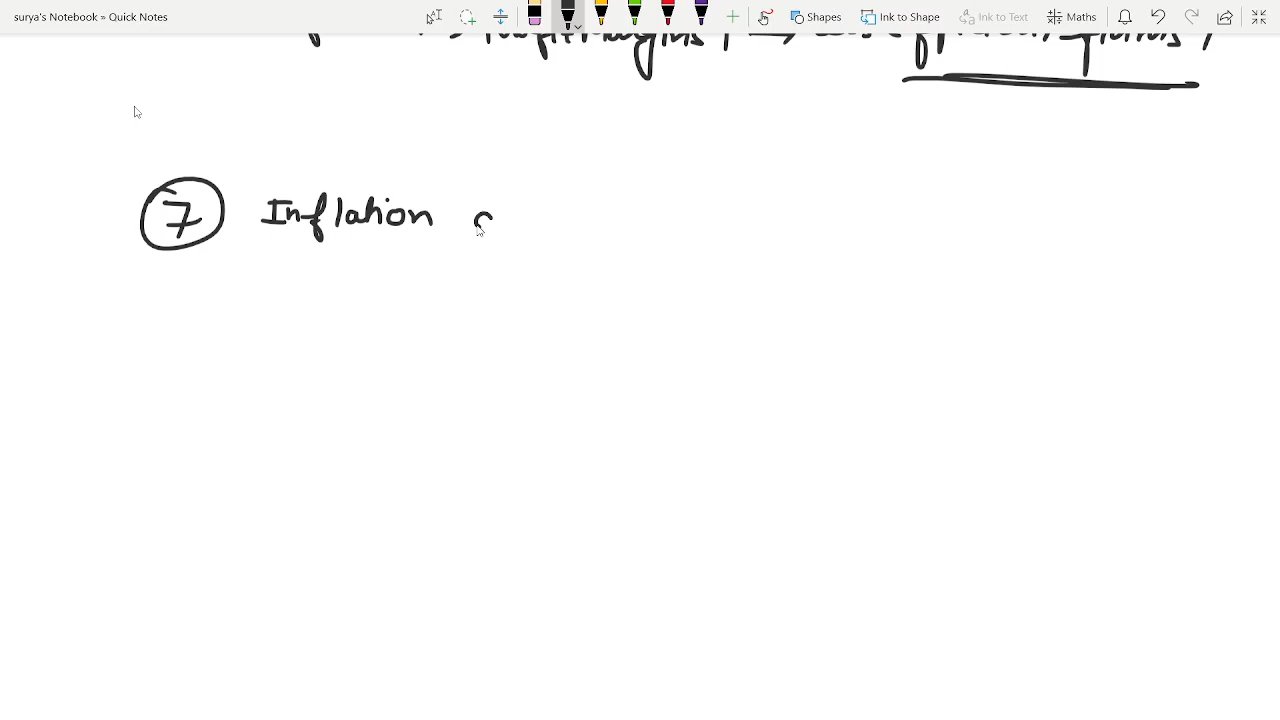 surya's Notebook » Quick Notes
Shapes
Ink to Shape
Ink to Text
Maths
7 Inflation